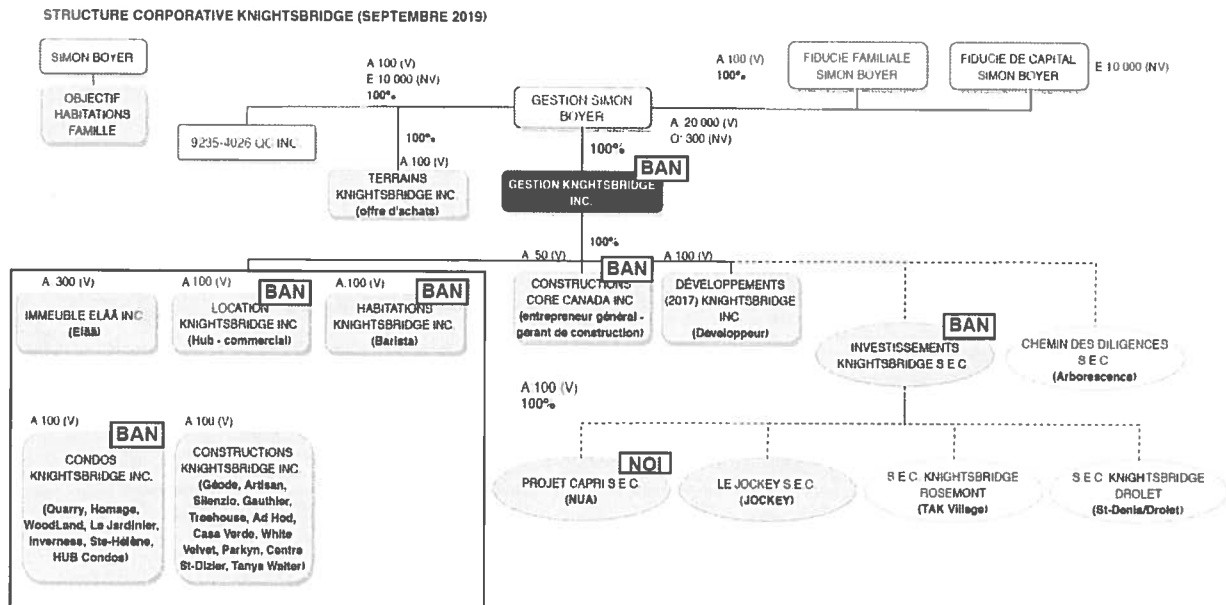 STRUCTURE CORPORATIVE KNIGHTSBRIDGE (SEPTEMBRE 2019)
SIMON BOYER
OBJECTIF
HABITATIONS
FAMILLE
A 100 (V)
E 10 000 (NV)
100%
9235-4026 QC INC.
100%
A 100 (V)
TERRAINS
KNIGHTSBRIDGE INC.
(offre d'achats)
GESTION SIMON
BOYER
A 100 (V)
100%
FIDUCIE FAMILIALE
SIMON BOYER
FIDUCIE DE CAPITAL
SIMON BOYER
E 10 000 (NV)
A 20 000 (V)
300 (NV)
100%
BAN
GESTION KNGHTSBRIDGE
INC.
100%
A 300 (V)
IMMEUBLE ELÄÄ INC
(Elää)
A.100 (V)
BAN
LOCATION
KNIGHTSBRIDGE INC
(Hub - commercial)
A.100 (V)
BAN
HABITATIONS
KNIGHTSBRIDGE INC.
(Barista)
A 50 (V)
BAN
CONSTRUCTIONS
CORE CANADA INC
(entrepreneur général -
gérant de construction)
A 100 (V)
DÉVELOPPEMENTS
(2017) KNIGHTSBRIDGE
INC
(Développeur)
BAN
INVESTISSEMENTS
KNIGHTSBRIDGE S E C
CHEMIN DES DILIGENCES
S E C
(Arborescence)
A 100 (V)
BAN
CONDOS
KNIGHTSBRIDGE INC.
(Quarry, Homage,
WoodLand, Le Jardinier,
Inverness, Ste-Hélène,
HUB Condos)
A 100 (V)
CONSTRUCTIONS
KNIGHTSBRIDGE INC.
(Géode, Artisan,
Silenzio, Gauthier,
Treehouse, Ad Hod,
Casa Verde, White
Velvet, Parkyn, Centre
St-Dizier, Tanya Walter)
A 100 (V)
100%
NOI
PROJET CAPRI S E C
(NUA)
LE JOCKEY S.E.C.
(JOCKEY)
S E C KNIGHTSBRIDGE
ROSEMONT
(TAK Village)
S.E.C KNIGHTSBRIDGE
DROLET
(St-Denis/Drolet)